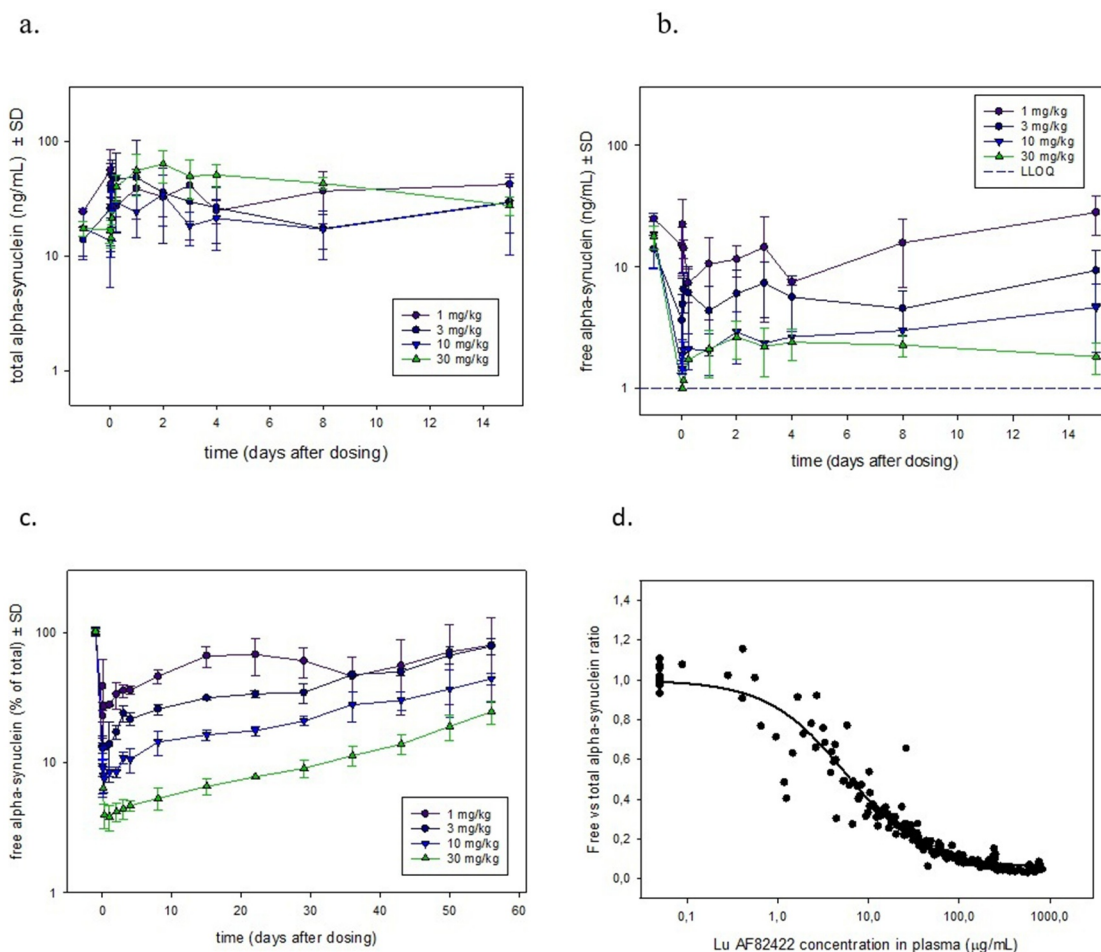 a.
total alpha-synuclein (ng/mL) ± SD
100
10
1
0 2 4 6 8 10 12 14
time (days after dosing)
1 mg/kg
3 mg/kg
10 mg/kg
30 mg/kg
b.
free alpha-synuclein (ng/mL) ± SD
100
10
1
0 2 4 6 8 10 12 14
time (days after dosing)
1 mg/kg
3 mg/kg
10 mg/kg
30 mg/kg
LLOQ
c.
free alpha-synuclein (% of total) ± SD
100
10
1
0 10 20 30 40 50 60
time (days after dosing)
1 mg/kg
3 mg/kg
10 mg/kg
30 mg/kg
d.
Free vs total alpha-synuclein ratio
1,4
1,2
1,0
0,8
0,6
0,4
0,2
0,0
0,1 1,0 10,0 100,0 1000,0
Lu AF82422 concentration in plasma (µg/mL)